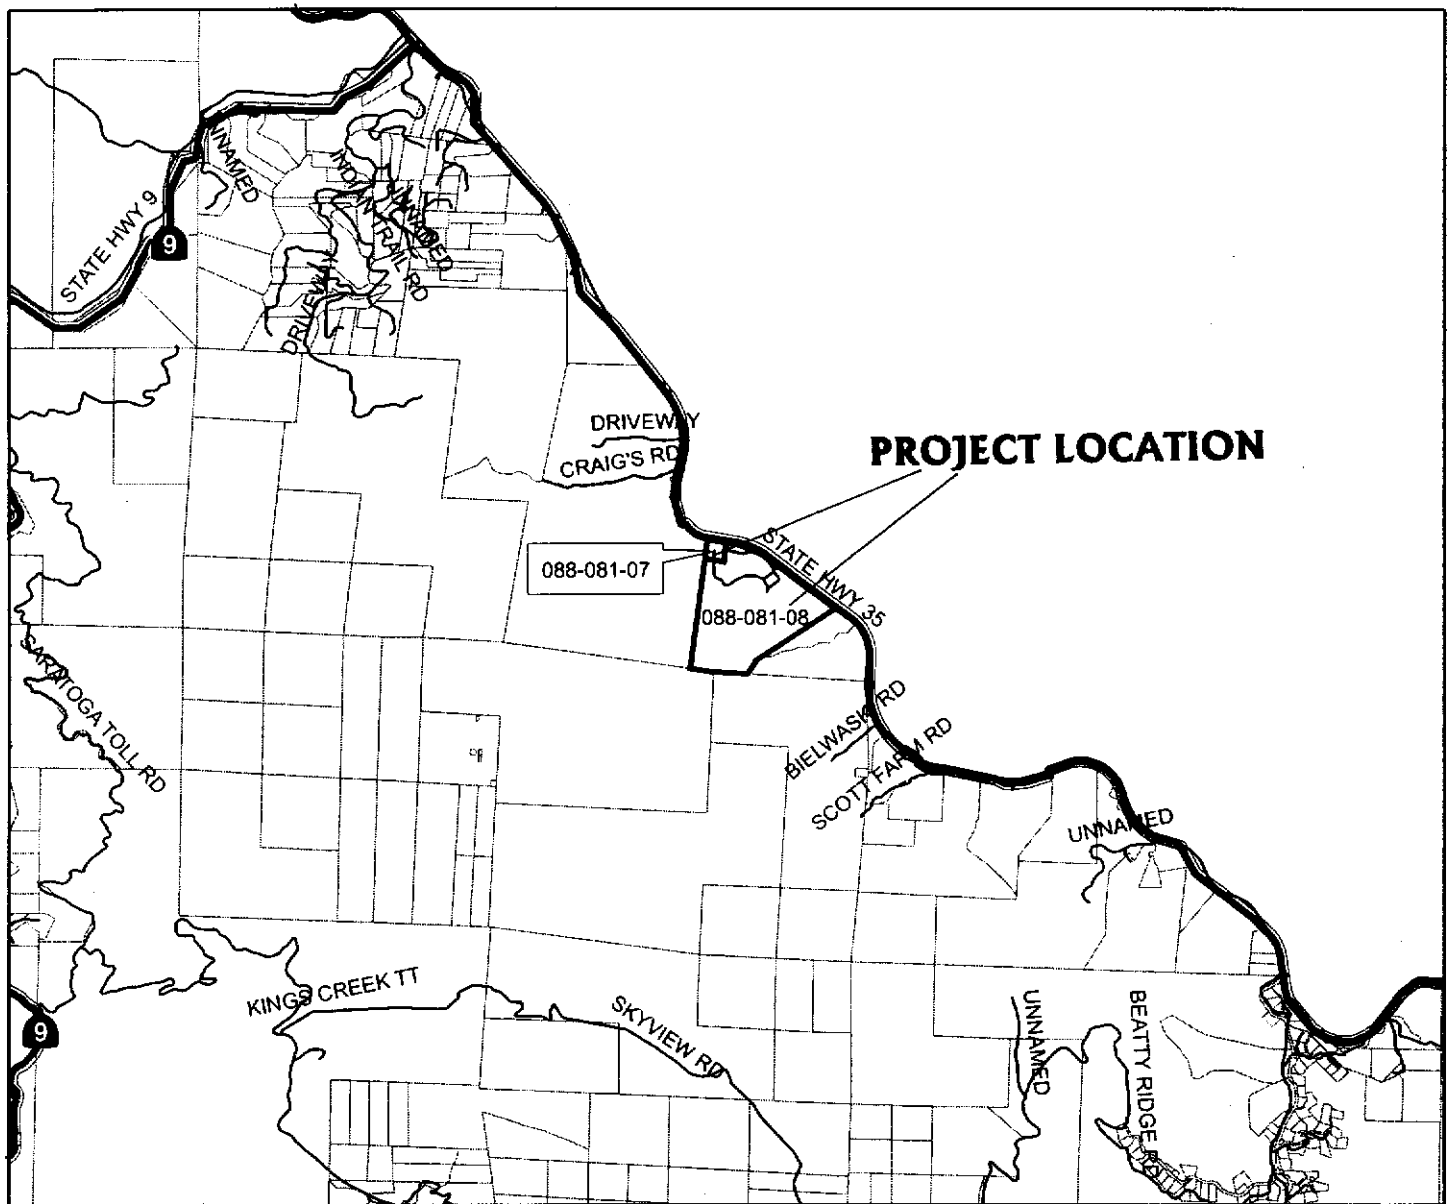 UNNAMED
STATE HWY 9
9
INDIAN TRAIL RD
UNNAMED
DRIVEWAY
DRIVEWAY
CRAIG'S RD
PROJECT LOCATION
088-081-07
STATE HWY 35
088-081-08
SARATOGA TOLL RD
BIELWASKI RD
SCOTT FARM RD
UNNAMED
KINGS CREEK TT
SKYVIEW RD
UNNAMED
BEATTY RIDGE
9